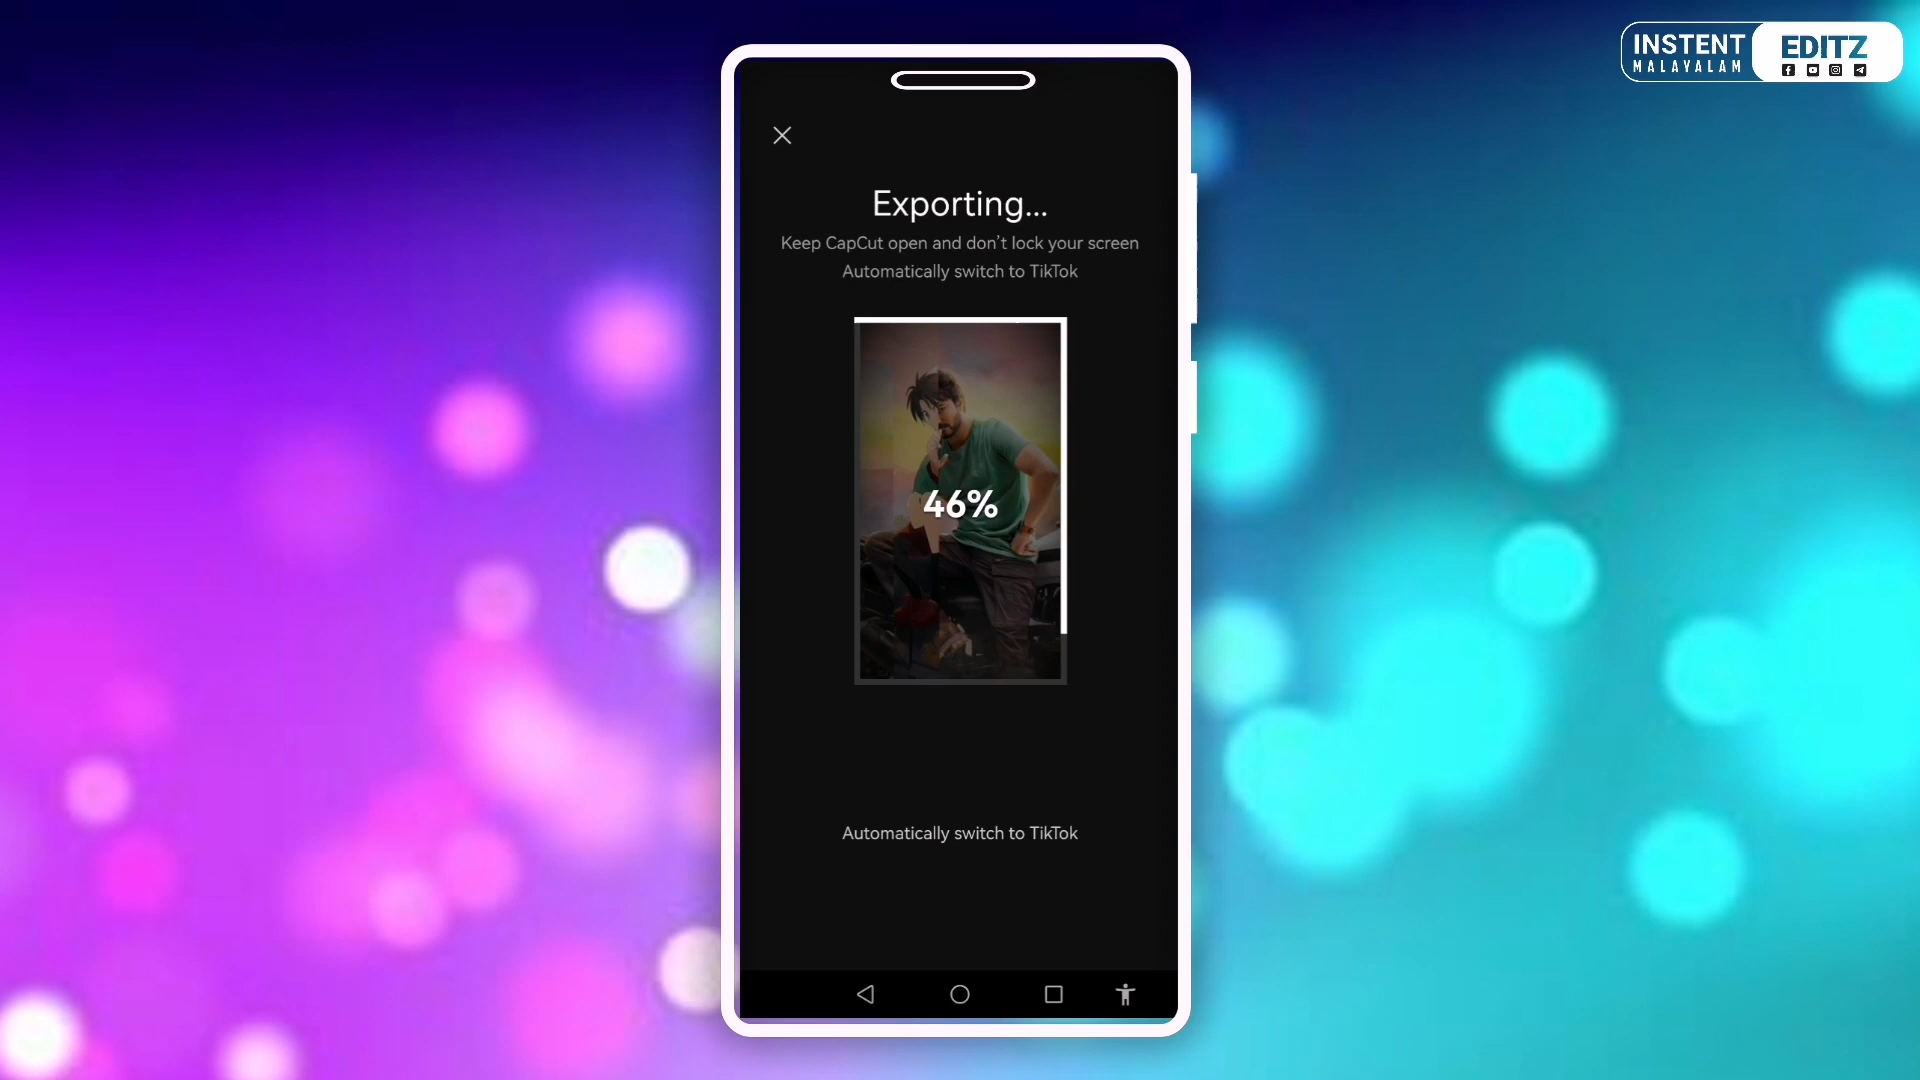 INSTENT
MALAYALAM
EDITZ
Exporting...
Keep CapCut open and don't lock your screen
Automatically switch to TikTok
46%
Automatically switch to TikTok